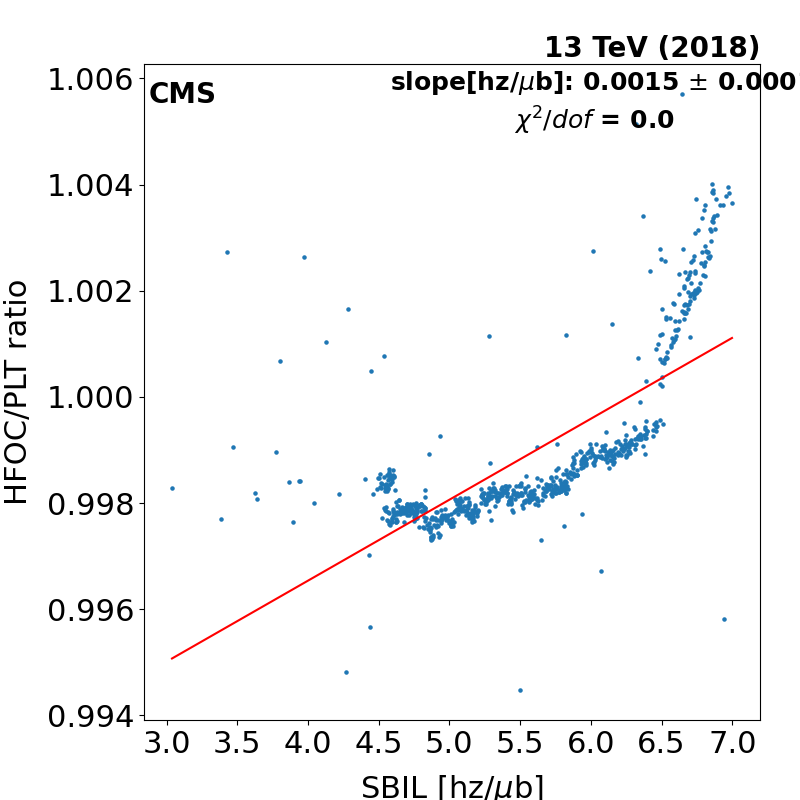 13 TeV (2018)
CMS
slope[hz/μb]: 0.0015 ± 0.000
χ²/dof = 0.0
HFOC/PLT ratio
1.006
1.004
1.002
1.000
0.998
0.996
0.994
3.0 3.5 4.0 4.5 5.0 5.5 6.0 6.5 7.0
SBIL [hz/μb]